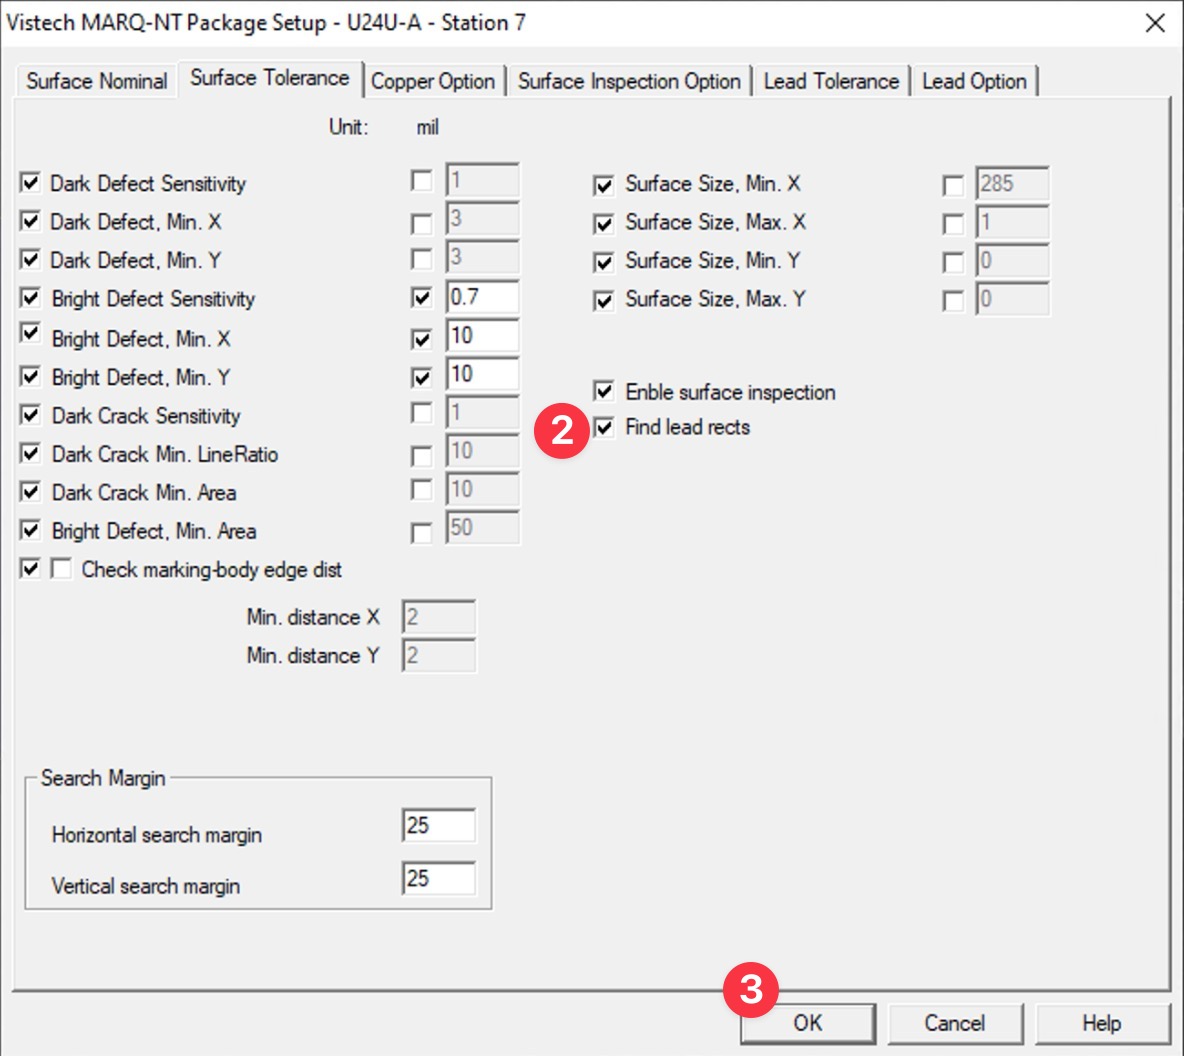 Vistech MARQ-NT Package Setup - U24U-A - Station 7
Surface Nominal Surface Tolerance Copper Option Surface Inspection Option Lead Tolerance Lead Option
Unit: mil
Dark Defect Sensitivity 1 Surface Size, Min. X 285
Dark Defect, Min. X 3 Surface Size, Max. X 1
Dark Defect, Min. Y 3 Surface Size, Min. Y 0
Bright Defect Sensitivity 0.7 Surface Size, Max. Y 0
Bright Defect, Min. X 10
Bright Defect, Min. Y 10 Enble surface inspection
Dark Crack Sensitivity 1 2 Find lead rects
Dark Crack Min. LineRatio 10
Dark Crack Min. Area 10
Bright Defect, Min. Area 50
Check marking-body edge dist
Min. distance X 2
Min. distance Y 2
Search Margin
Horizontal search margin 25
Vertical search margin 25
3
OK Cancel Help